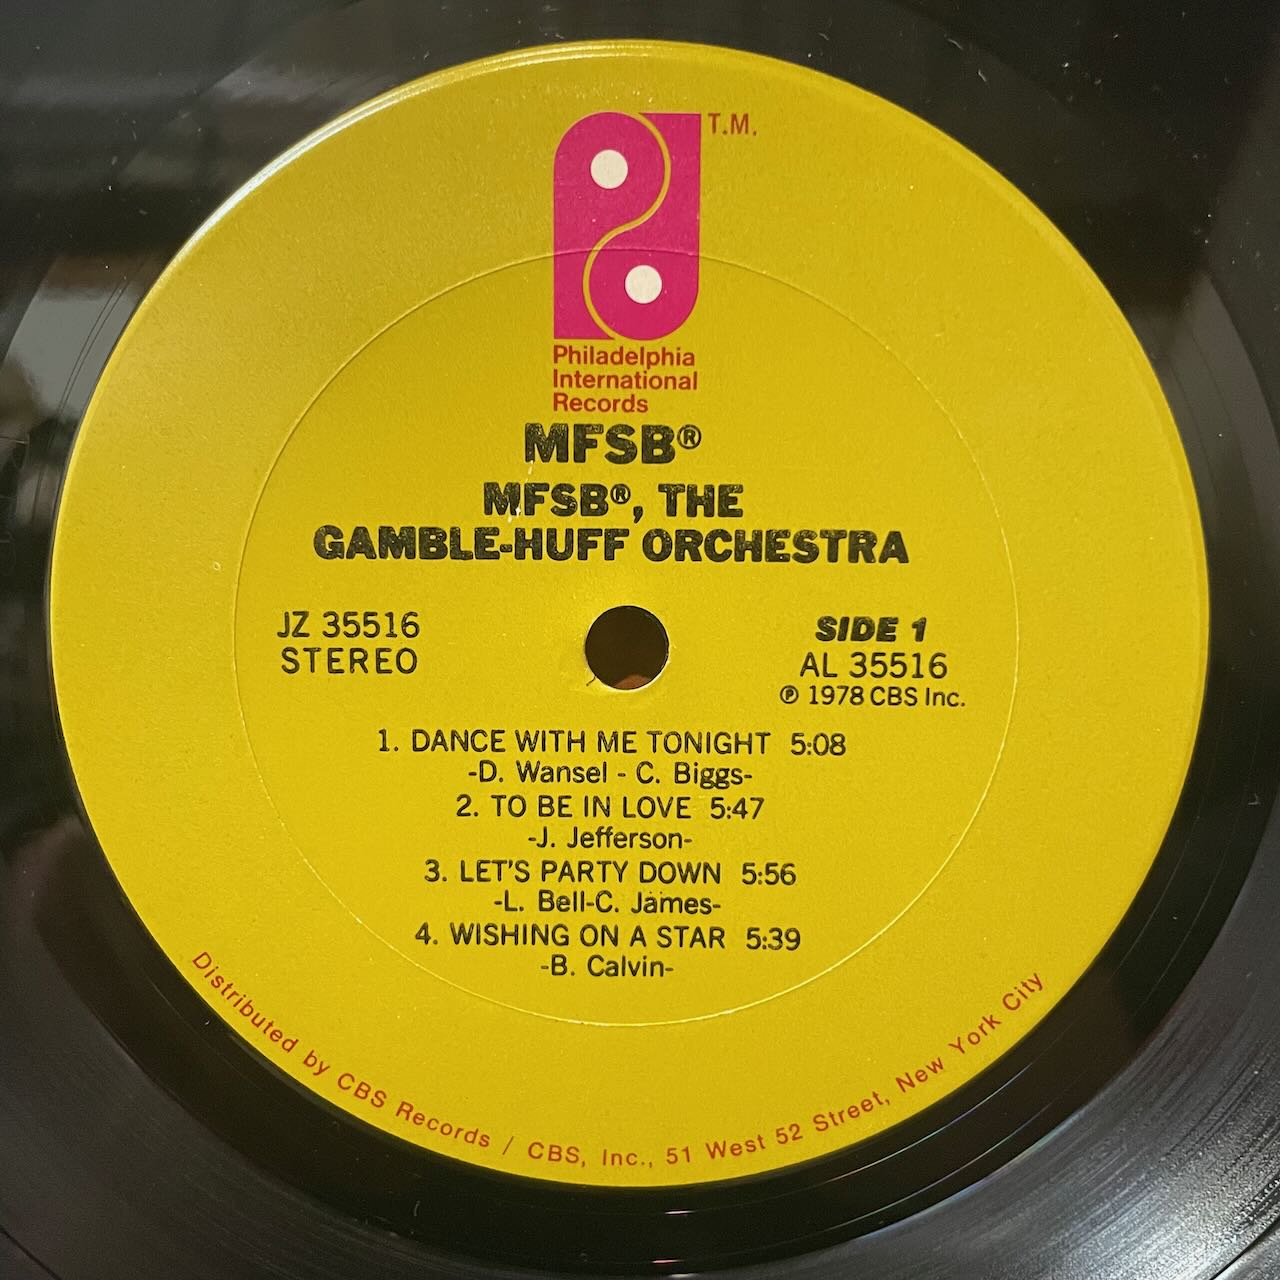 T.M.
Philadelphia
International
Records
MFSB®
MFSB®, THE
GAMBLE-HUFF ORCHESTRA
JZ 35516
STEREO
SIDE 1
AL 35516
℗ 1978 CBS Inc.
1. DANCE WITH ME TONIGHT 5:08
-D. Wansel - C. Biggs-
2. TO BE IN LOVE 5:47
-J. Jefferson-
3. LET'S PARTY DOWN 5:56
-L. Bell-C. James-
4. WISHING ON A STAR 5:39
-B. Calvin-
Distributed by CBS Records / CBS, Inc., 51 West 52 Street, New York City